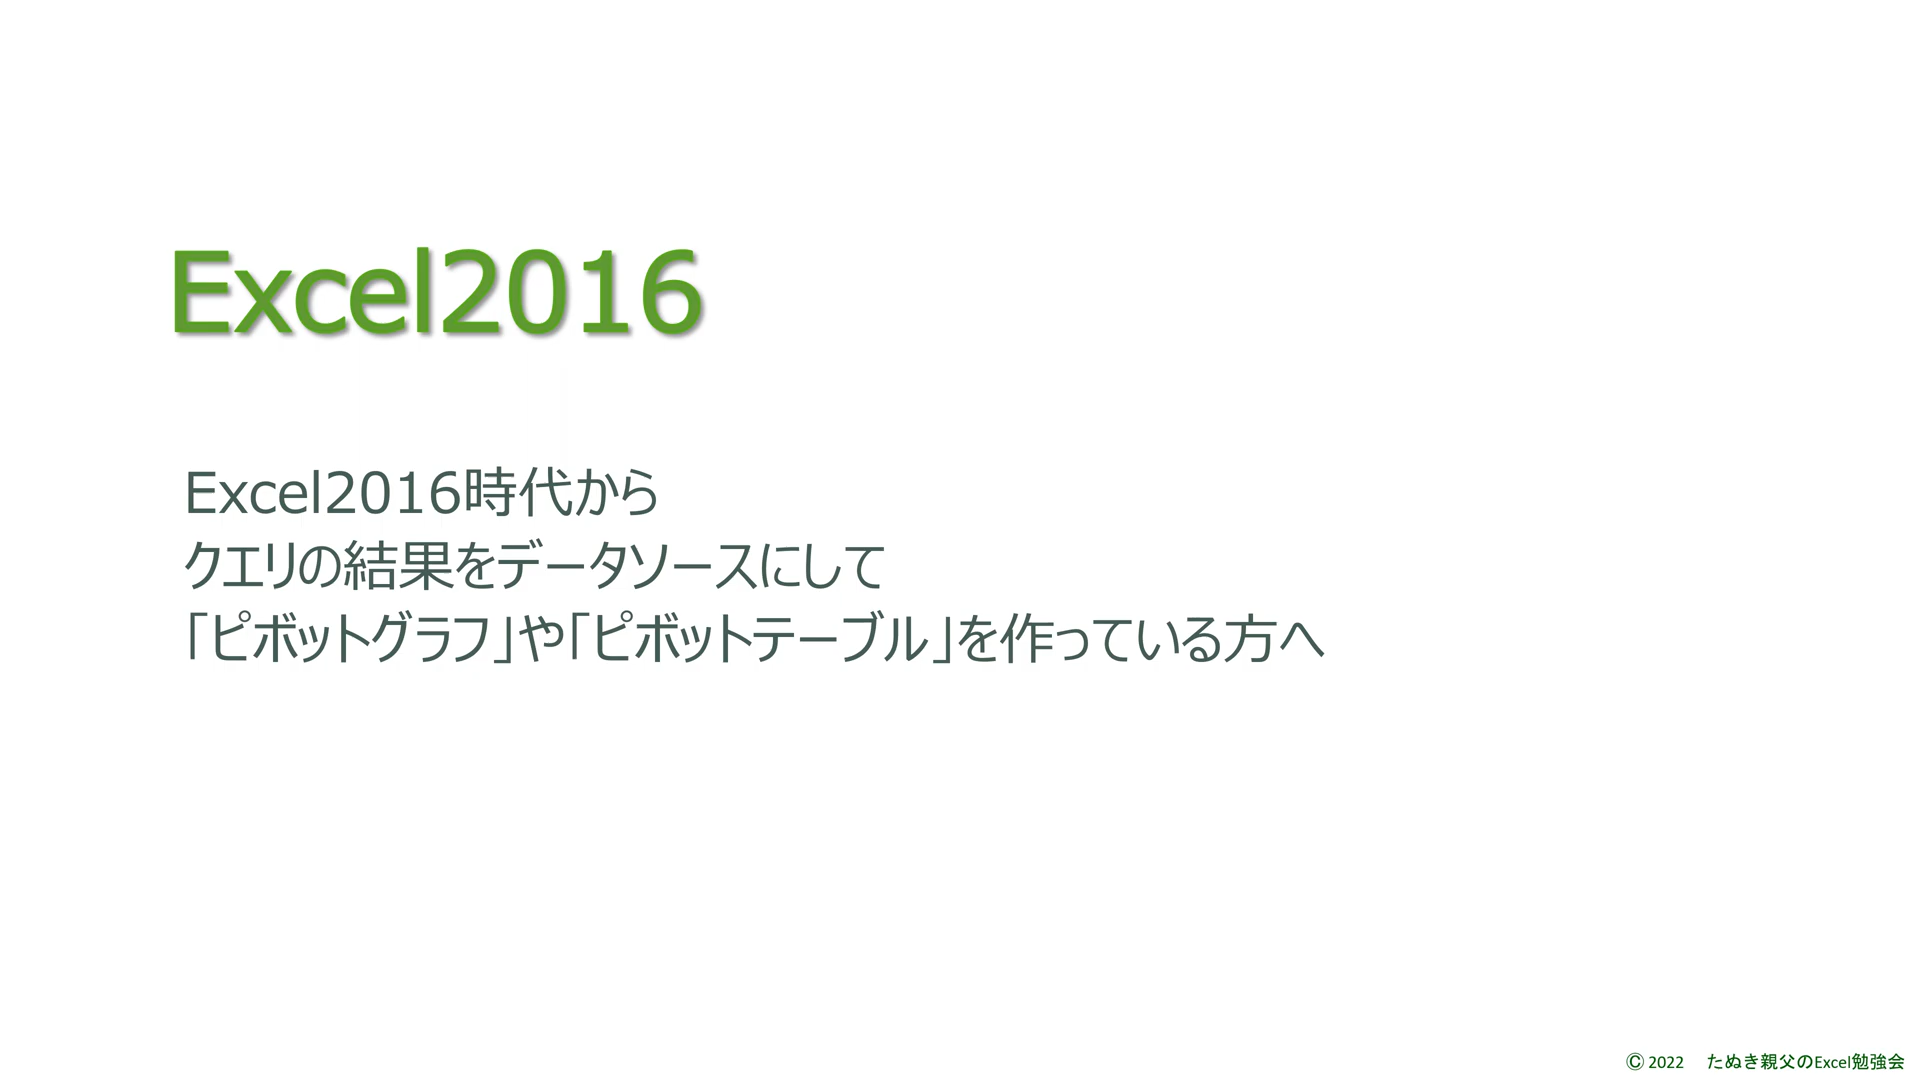 Excel2016
Excel2016時代から
クエリの結果をデータソースにして
「ピボットグラフ」や「ピボットテーブル」を作っている方へ
Ⓒ 2022 たぬき親父のExcel勉強会